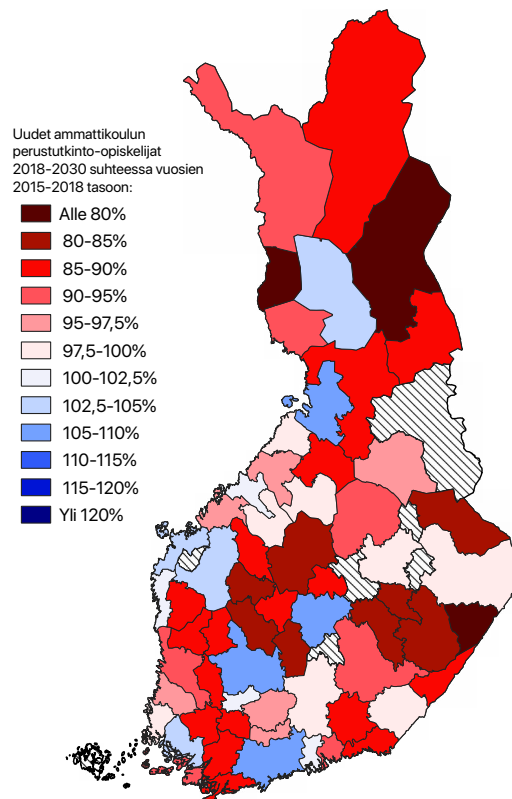 Uudet ammattikoulun
perustutkinto-opiskelijat
2018-2030 suhteessa vuosien
2015-2018 tasoon:
Alle 80%
80-85%
85-90%
90-95%
95-97,5%
97,5-100%
100-102,5%
102,5-105%
105-110%
110-115%
115-120%
Yli 120%